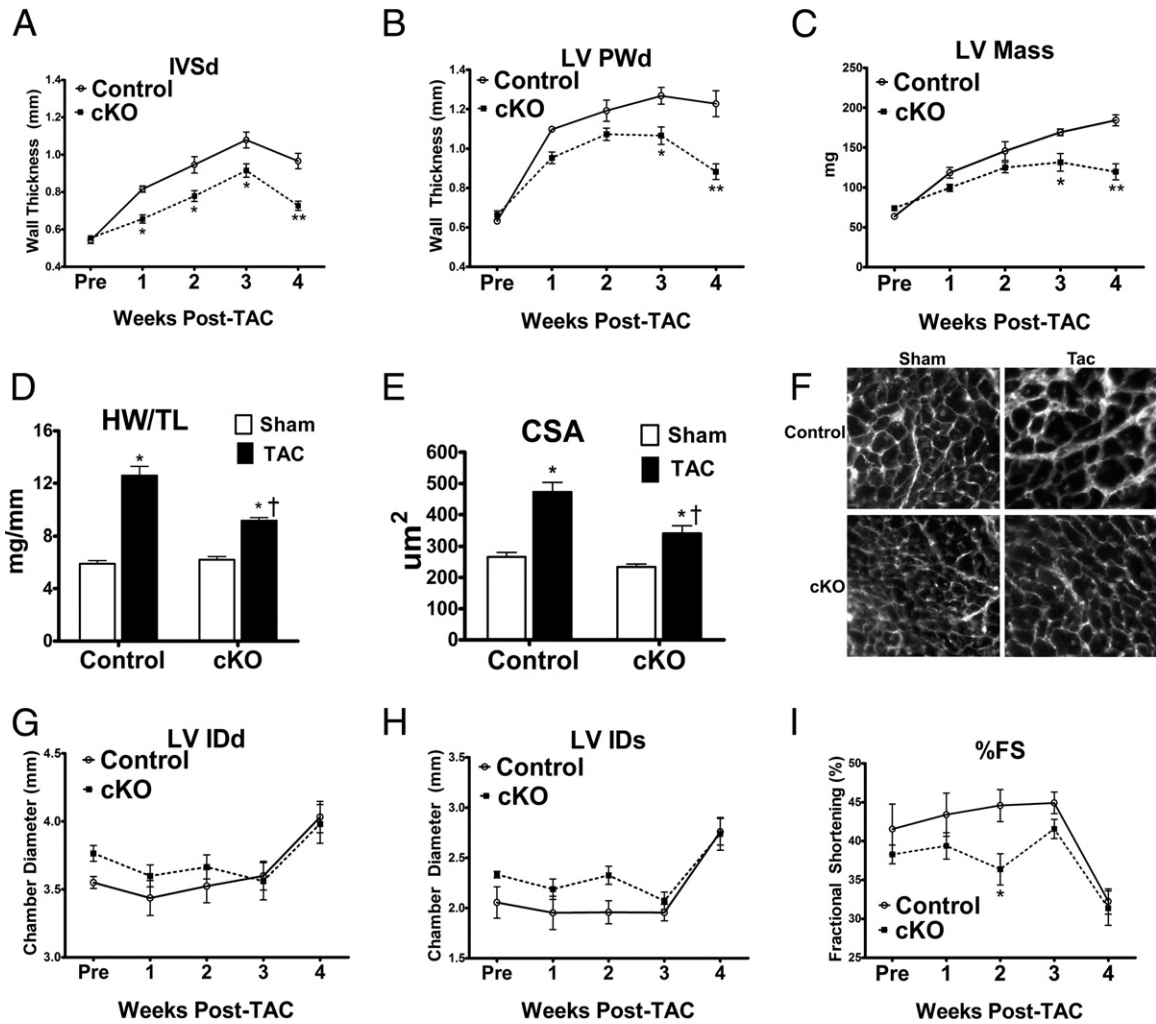 A
IVSd
Control
cKO
Wall Thickness (mm)
1.4
1.2
1.0
0.8
0.6
0.4
*
*
*
**
Pre 1 2 3 4
Weeks Post-TAC
B
LV PWd
Control
cKO
Wall Thickness (mm)
1.4
1.2
1.0
0.8
0.6
0.4
*
**
Pre 1 2 3 4
Weeks Post-TAC
C
LV Mass
Control
cKO
mg
250
200
150
100
50
0
*
**
Pre 1 2 3 4
Weeks Post-TAC
D
HW/TL
Sham
TAC
mg/mm
16
12
8
4
0
*
*†
Control cKO
E
CSA
Sham
TAC
um²
600
500
400
300
200
100
0
*
*†
Control cKO
F
Sham Tac
Control
cKO
G
LV IDd
Control
cKO
Chamber Diameter (mm)
4.5
4.0
3.5
3.0
Pre 1 2 3 4
Weeks Post-TAC
H
LV IDs
Control
cKO
Chamber Diameter (mm)
3.0
2.5
2.0
1.5
Pre 1 2 3 4
Weeks Post-TAC
I
%FS
Fractional Shortening (%)
50
45
40
35
30
25
*
Control
cKO
Pre 1 2 3 4
Weeks Post-TAC